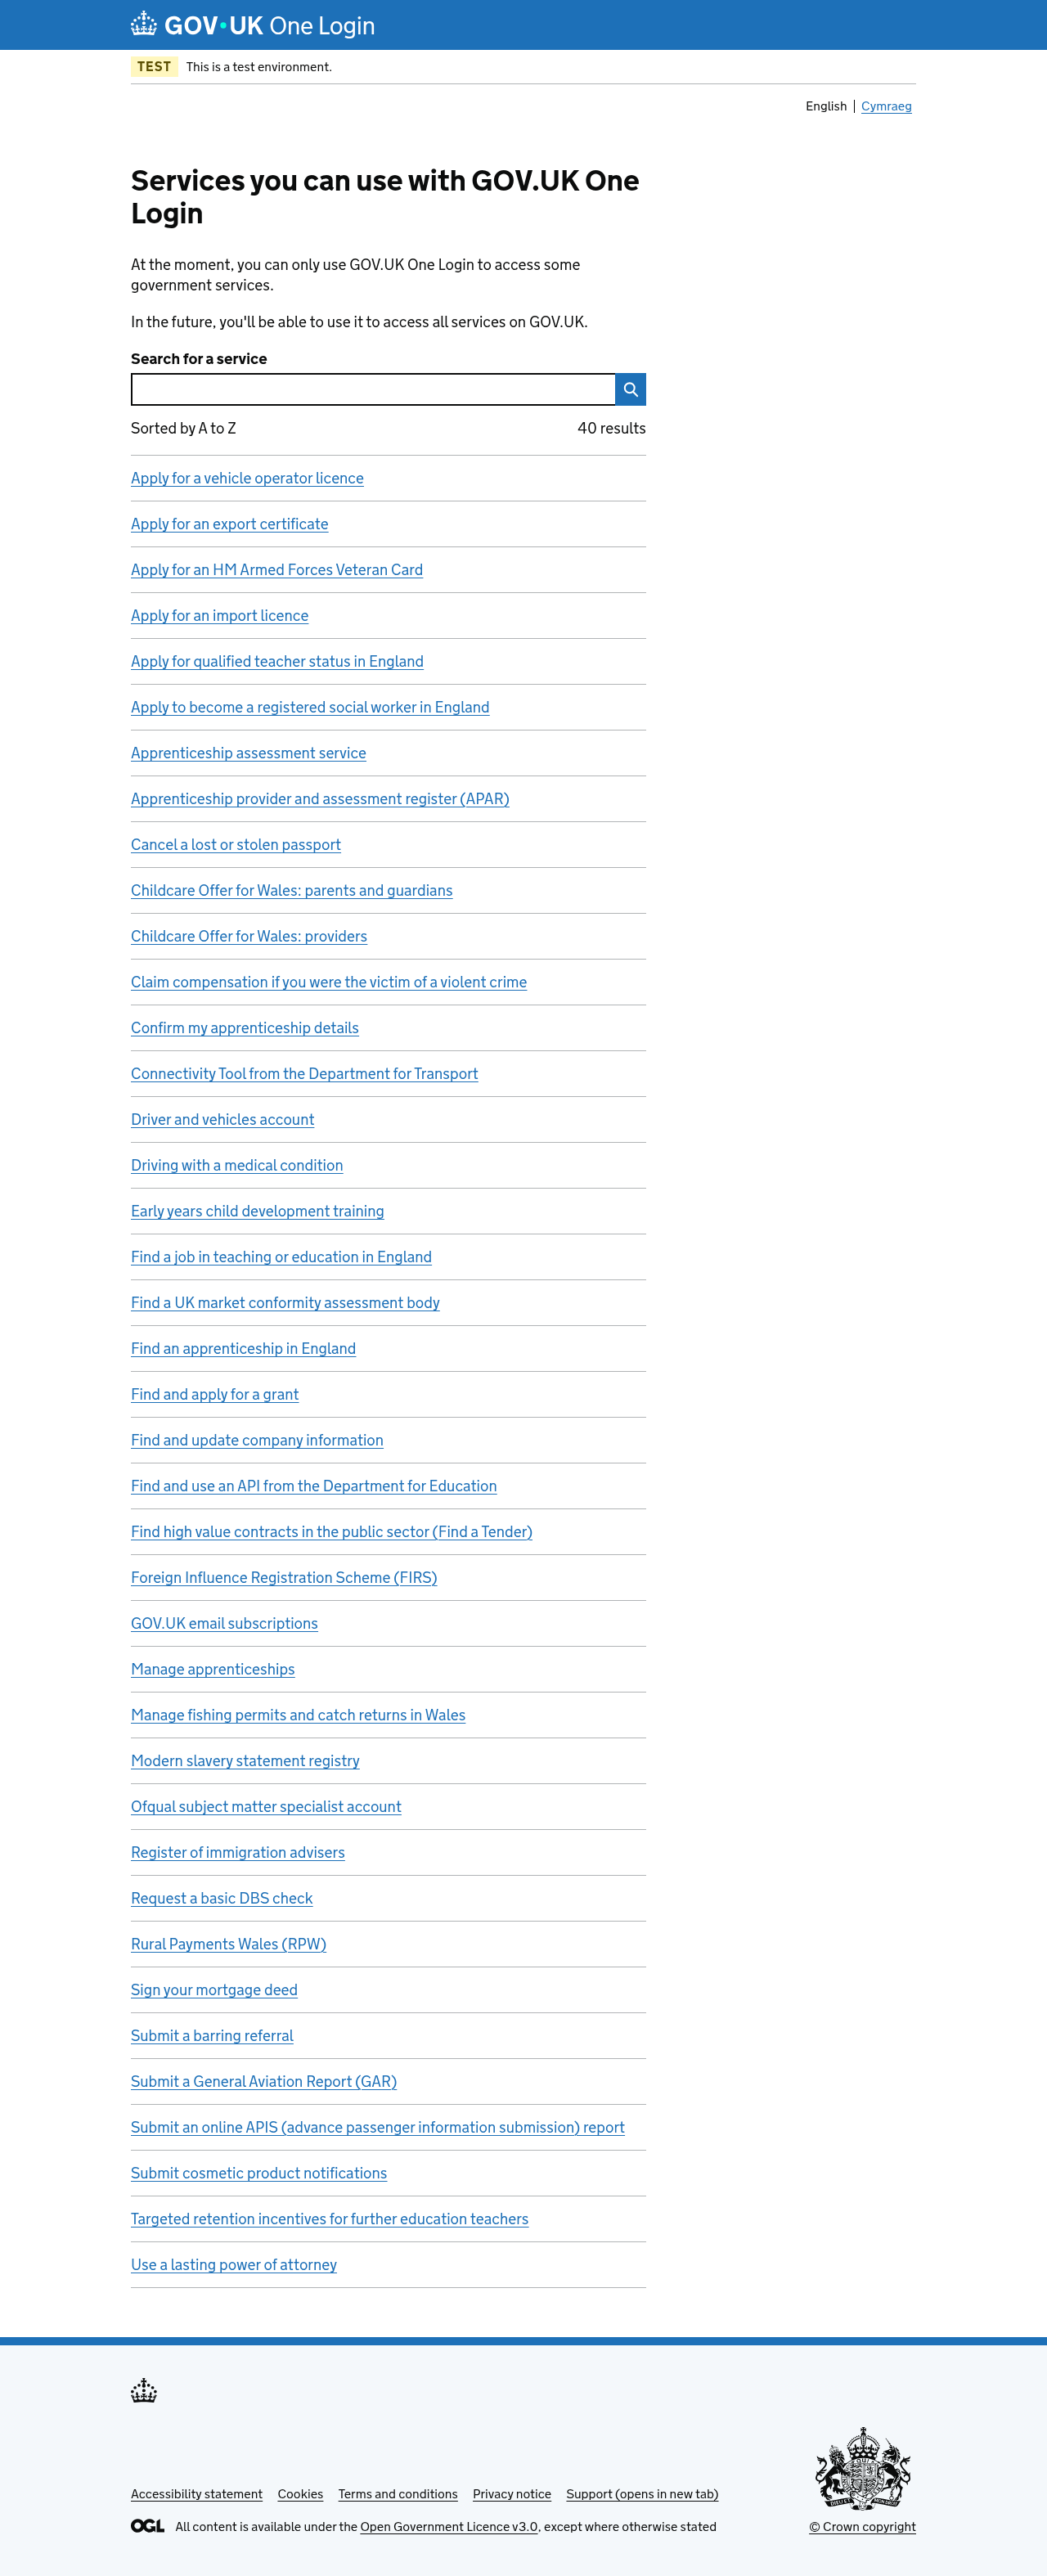 GOV•UK One Login
TEST This is a test environment.
English | Cymraeg
Services you can use with GOV.UK One
Login
At the moment, you can only use GOV.UK One Login to access some
government services.
In the future, you'll be able to use it to access all services on GOV.UK.
Search for a service
Sorted by A to Z 40 results
Apply for a vehicle operator licence
Apply for an export certificate
Apply for an HM Armed Forces Veteran Card
Apply for an import licence
Apply for qualified teacher status in England
Apply to become a registered social worker in England
Apprenticeship assessment service
Apprenticeship provider and assessment register (APAR)
Cancel a lost or stolen passport
Childcare Offer for Wales: parents and guardians
Childcare Offer for Wales: providers
Claim compensation if you were the victim of a violent crime
Confirm my apprenticeship details
Connectivity Tool from the Department for Transport
Driver and vehicles account
Driving with a medical condition
Early years child development training
Find a job in teaching or education in England
Find a UK market conformity assessment body
Find an apprenticeship in England
Find and apply for a grant
Find and update company information
Find and use an API from the Department for Education
Find high value contracts in the public sector (Find a Tender)
Foreign Influence Registration Scheme (FIRS)
GOV.UK email subscriptions
Manage apprenticeships
Manage fishing permits and catch returns in Wales
Modern slavery statement registry
Ofqual subject matter specialist account
Register of immigration advisers
Request a basic DBS check
Rural Payments Wales (RPW)
Sign your mortgage deed
Submit a barring referral
Submit a General Aviation Report (GAR)
Submit an online APIS (advance passenger information submission) report
Submit cosmetic product notifications
Targeted retention incentives for further education teachers
Use a lasting power of attorney
Accessibility statement Cookies Terms and conditions Privacy notice Support (opens in new tab)
OGL All content is available under the Open Government Licence v3.0, except where otherwise stated
© Crown copyright